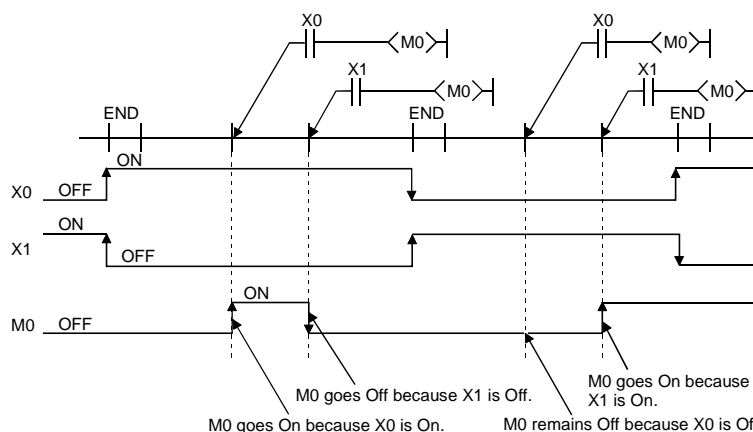 X0
M0
X0
M0
X1
M0
X1
M0
END
END
END
ON
X0 OFF
ON
X1
OFF
ON
M0 OFF
M0 goes Off because X1 is Off.
M0 goes On because
X1 is On.
M0 goes On because X0 is On.
M0 remains Off because X0 is Of